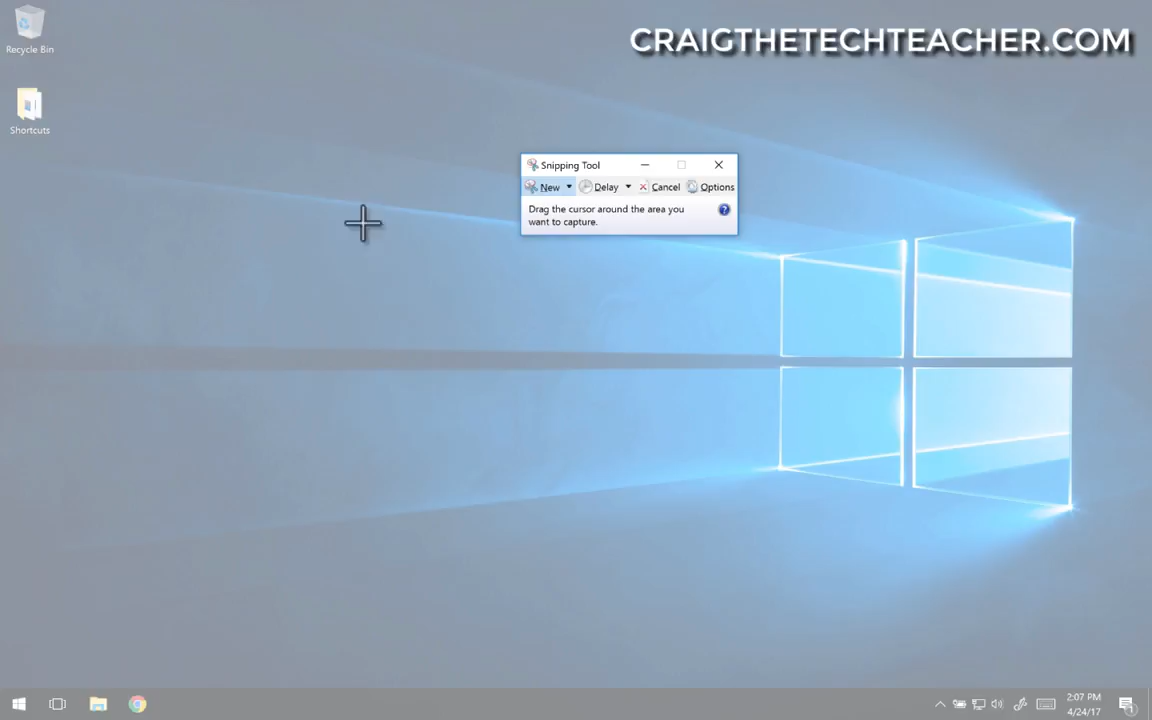 CRAIGTHETECHTEACHER.COM
Recycle Bin
Shortcuts
Snipping Tool
New Delay Cancel Options
Drag the cursor around the area you
want to capture.
2:07 PM
4/24/17
1